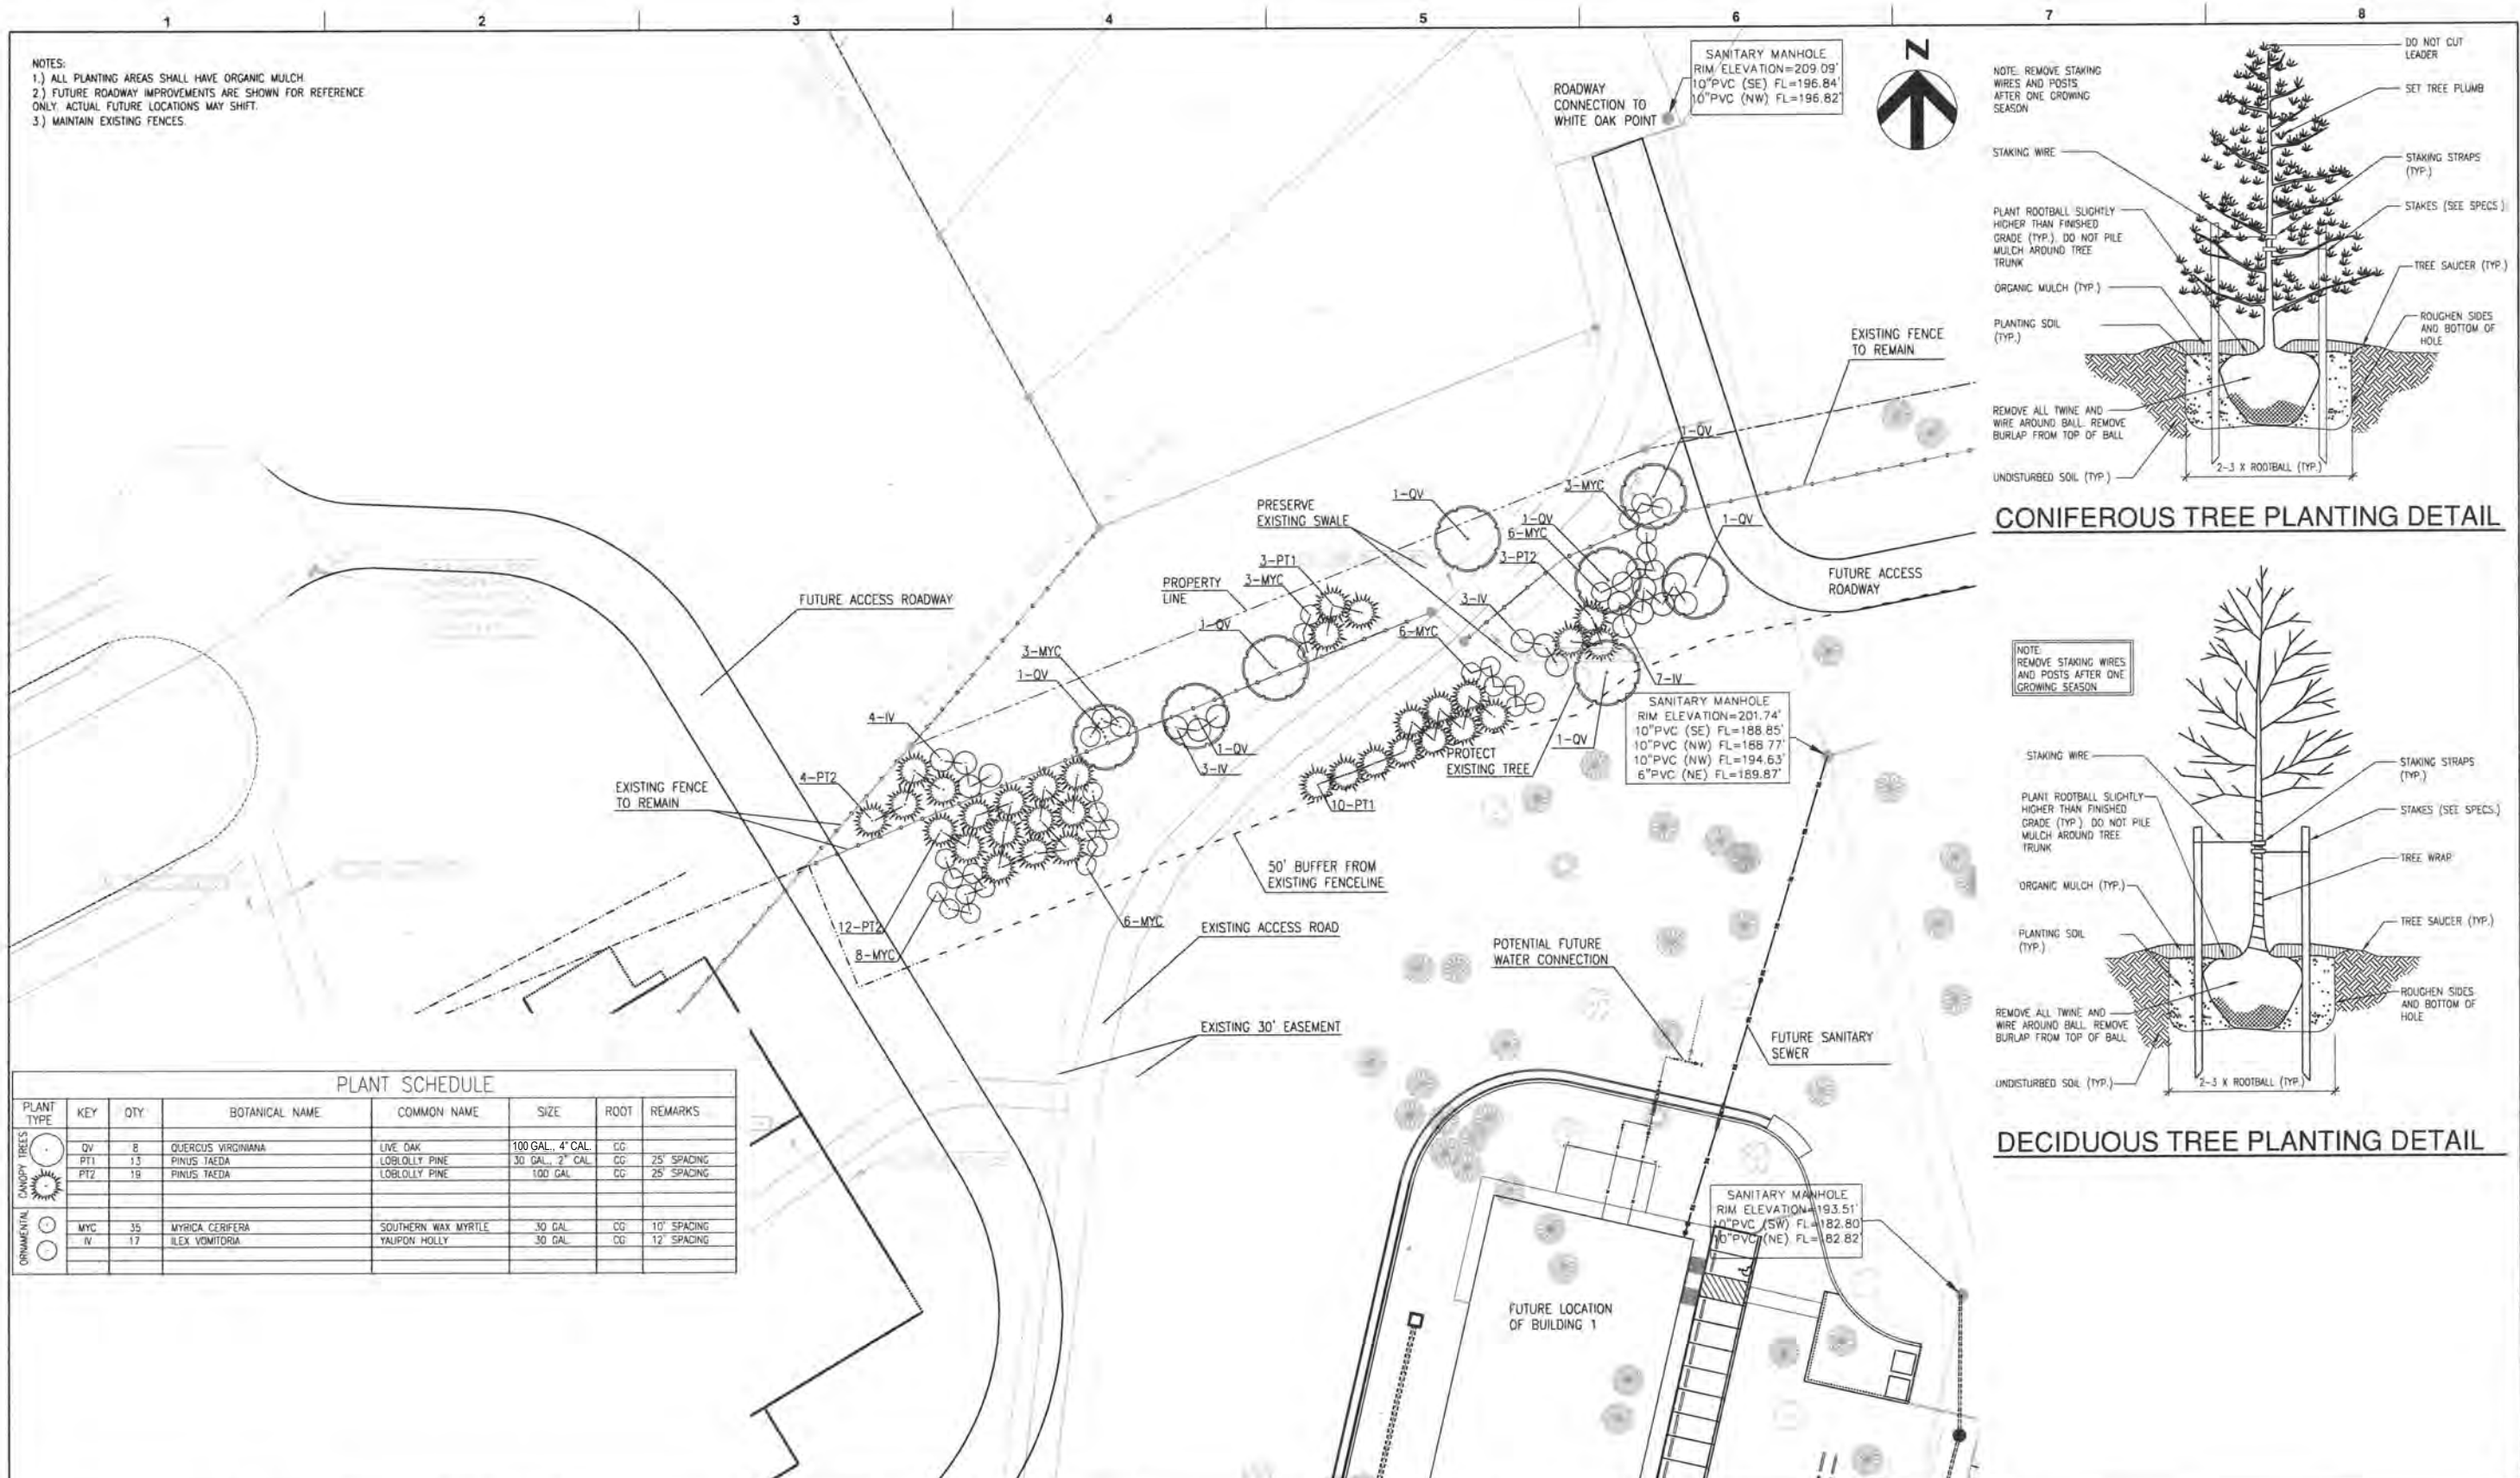 1 2 3 4 5 6 7 8
NOTES:
1.) ALL PLANTING AREAS SHALL HAVE ORGANIC MULCH.
2.) FUTURE ROADWAY IMPROVEMENTS ARE SHOWN FOR REFERENCE
ONLY. ACTUAL FUTURE LOCATIONS MAY SHIFT.
3.) MAINTAIN EXISTING FENCES.
ROADWAY
CONNECTION TO
WHITE OAK POINT
SANITARY MANHOLE
RIM ELEVATION=209.09'
10"PVC (SE) FL=196.84'
10"PVC (NW) FL=196.82'
N
EXISTING FENCE
TO REMAIN
1-QV
3-MYC
1-QV
PRESERVE
EXISTING SWALE
1-QV
6-MYC
3-PT2
1-QV
3-PT1
3-MYC
PROPERTY
LINE
FUTURE ACCESS
ROADWAY
FUTURE ACCESS ROADWAY
3-IV
1-QV
6-MYC
3-MYC
1-QV
7-IV
4-IV
SANITARY MANHOLE
RIM ELEVATION=201.74'
10"PVC (SE) FL=188.85'
10"PVC (NW) FL=188.77'
10"PVC (NW) FL=194.63'
6"PVC (NE) FL=189.87'
1-QV
3-IV
1-QV
PROTECT
EXISTING TREE
4-PT2
EXISTING FENCE
TO REMAIN
10-PT1
50' BUFFER FROM
EXISTING FENCELINE
12-PT2
8-MYC
6-MYC
EXISTING ACCESS ROAD
POTENTIAL FUTURE
WATER CONNECTION
EXISTING 30' EASEMENT
FUTURE SANITARY
SEWER
SANITARY MANHOLE
RIM ELEVATION=193.51'
10"PVC (SW) FL=182.80'
10"PVC (NE) FL=182.82'
FUTURE LOCATION
OF BUILDING 1
PLANT SCHEDULE
PLANT TYPE KEY QTY BOTANICAL NAME COMMON NAME SIZE ROOT REMARKS
CANOPY TREES
QV 8 QUERCUS VIRGINIANA LIVE OAK 100 GAL., 4" CAL. CG
PT1 13 PINUS TAEDA LOBLOLLY PINE 30 GAL., 2" CAL. CG 25' SPACING
PT2 19 PINUS TAEDA LOBLOLLY PINE 100 GAL. CG 25' SPACING
ORNAMENTAL
MYC 35 MYRICA CERIFERA SOUTHERN WAX MYRTLE 30 GAL. CG 10' SPACING
IV 17 ILEX VOMITORIA YAUPON HOLLY 30 GAL. CG 12' SPACING
NOTE: REMOVE STAKING
WIRES AND POSTS
AFTER ONE GROWING
SEASON
STAKING WIRE
PLANT ROOTBALL SLIGHTLY
HIGHER THAN FINISHED
GRADE (TYP.). DO NOT PILE
MULCH AROUND TREE
TRUNK
ORGANIC MULCH (TYP.)
PLANTING SOIL
(TYP.)
REMOVE ALL TWINE AND
WIRE AROUND BALL. REMOVE
BURLAP FROM TOP OF BALL
UNDISTURBED SOIL (TYP.)
DO NOT CUT
LEADER
SET TREE PLUMB
STAKING STRAPS
(TYP.)
STAKES (SEE SPECS.)
TREE SAUCER (TYP.)
ROUGHEN SIDES
AND BOTTOM OF
HOLE
2-3 X ROOTBALL (TYP.)
CONIFEROUS TREE PLANTING DETAIL
NOTE:
REMOVE STAKING WIRES
AND POSTS AFTER ONE
GROWING SEASON
STAKING WIRE
PLANT ROOTBALL SLIGHTLY
HIGHER THAN FINISHED
GRADE (TYP.). DO NOT PILE
MULCH AROUND TREE
TRUNK
ORGANIC MULCH (TYP.)
PLANTING SOIL
(TYP.)
REMOVE ALL TWINE AND
WIRE AROUND BALL. REMOVE
BURLAP FROM TOP OF BALL
UNDISTURBED SOIL (TYP.)
STAKING STRAPS
(TYP.)
STAKES (SEE SPECS.)
TREE WRAP
TREE SAUCER (TYP.)
ROUGHEN SIDES
AND BOTTOM OF
HOLE
2-3 X ROOTBALL (TYP.)
DECIDUOUS TREE PLANTING DETAIL